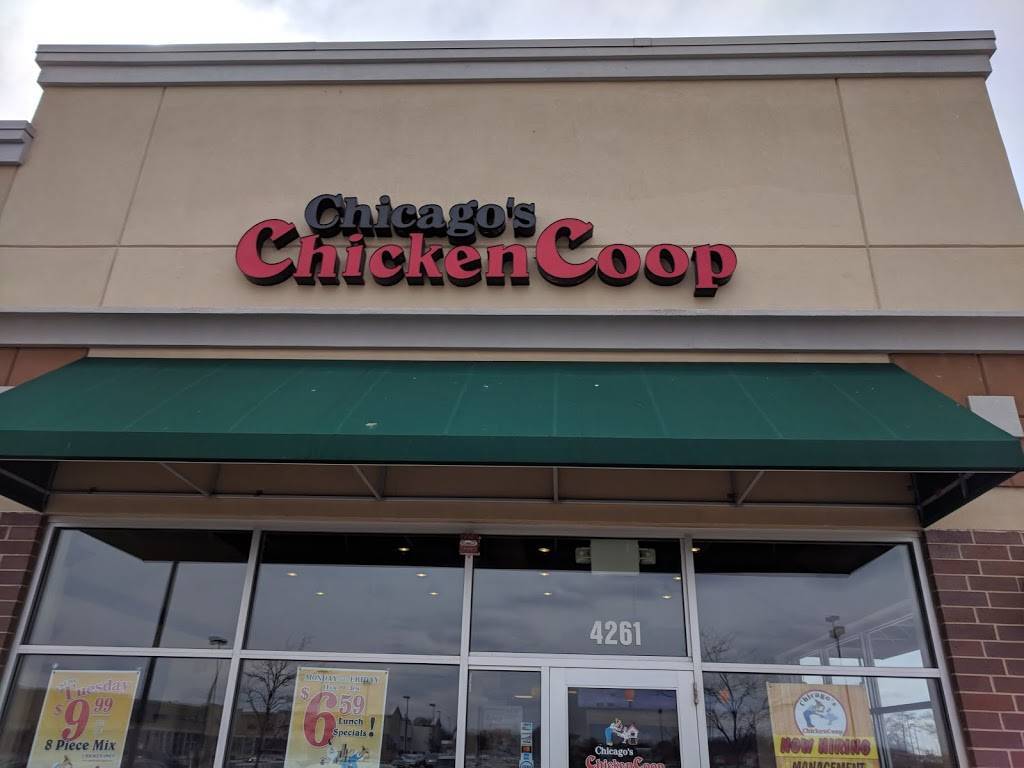 Chicago's
ChickenCoop
4261
Tuesday
$9.99
8 Piece Mix
MONDAY FRIDAY
$6.59
Lunch
Specials!
Chicago's
ChickenCoop
Chicago's
ChickenCoop
NOW HIRING
MANAGEMENT